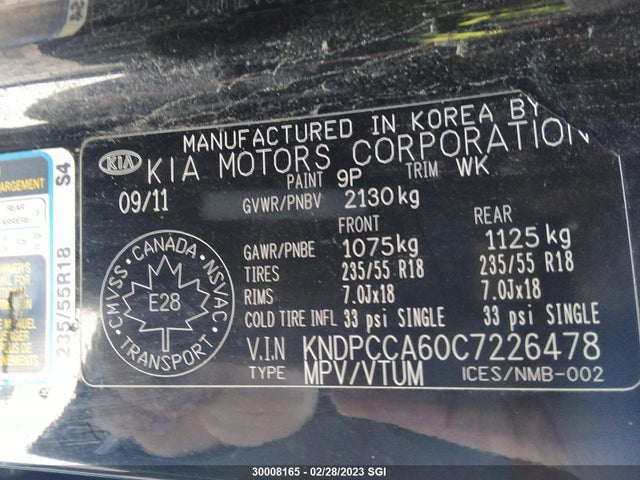 MANUFACTURED IN KOREA BY
KIA KIA MOTORS CORPORATION
PAINT 9P TRIM WK
09/11 GVWR/PNBV 2130kg
FRONT REAR
GAWR/PNBE 1075kg 1125kg
TIRES 235/55 R18 235/55 R18
RIMS 7.0Jx18 7.0Jx18
COLD TIRE INFL 33 psi SINGLE 33 psi SINGLE
V.I.N KNDPCCA60C7226478
TYPE MPV/VTUM ICES/NMB-002
CANADA
CMVSS NSVAC
E28
TRANSPORT
ARGEMENT
REAR
S4
235/55R18
30008165 - 02/28/2023 SGI